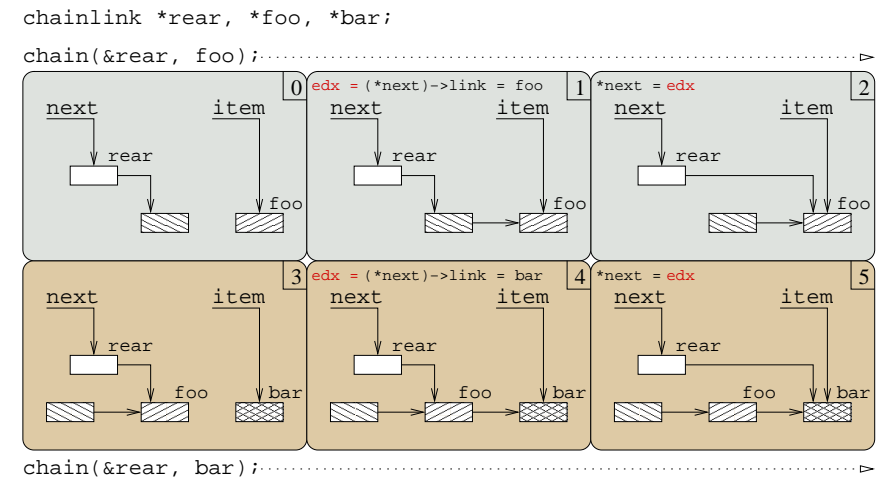 chainlink *rear, *foo, *bar;
chain(&rear, foo);
0
next item
rear
foo
1
edx = (*next)->link = foo
next item
rear
foo
2
*next = edx
next item
rear
foo
3
next item
rear
foo bar
4
edx = (*next)->link = bar
next item
rear
foo bar
5
*next = edx
next item
rear
foo bar
chain(&rear, bar);